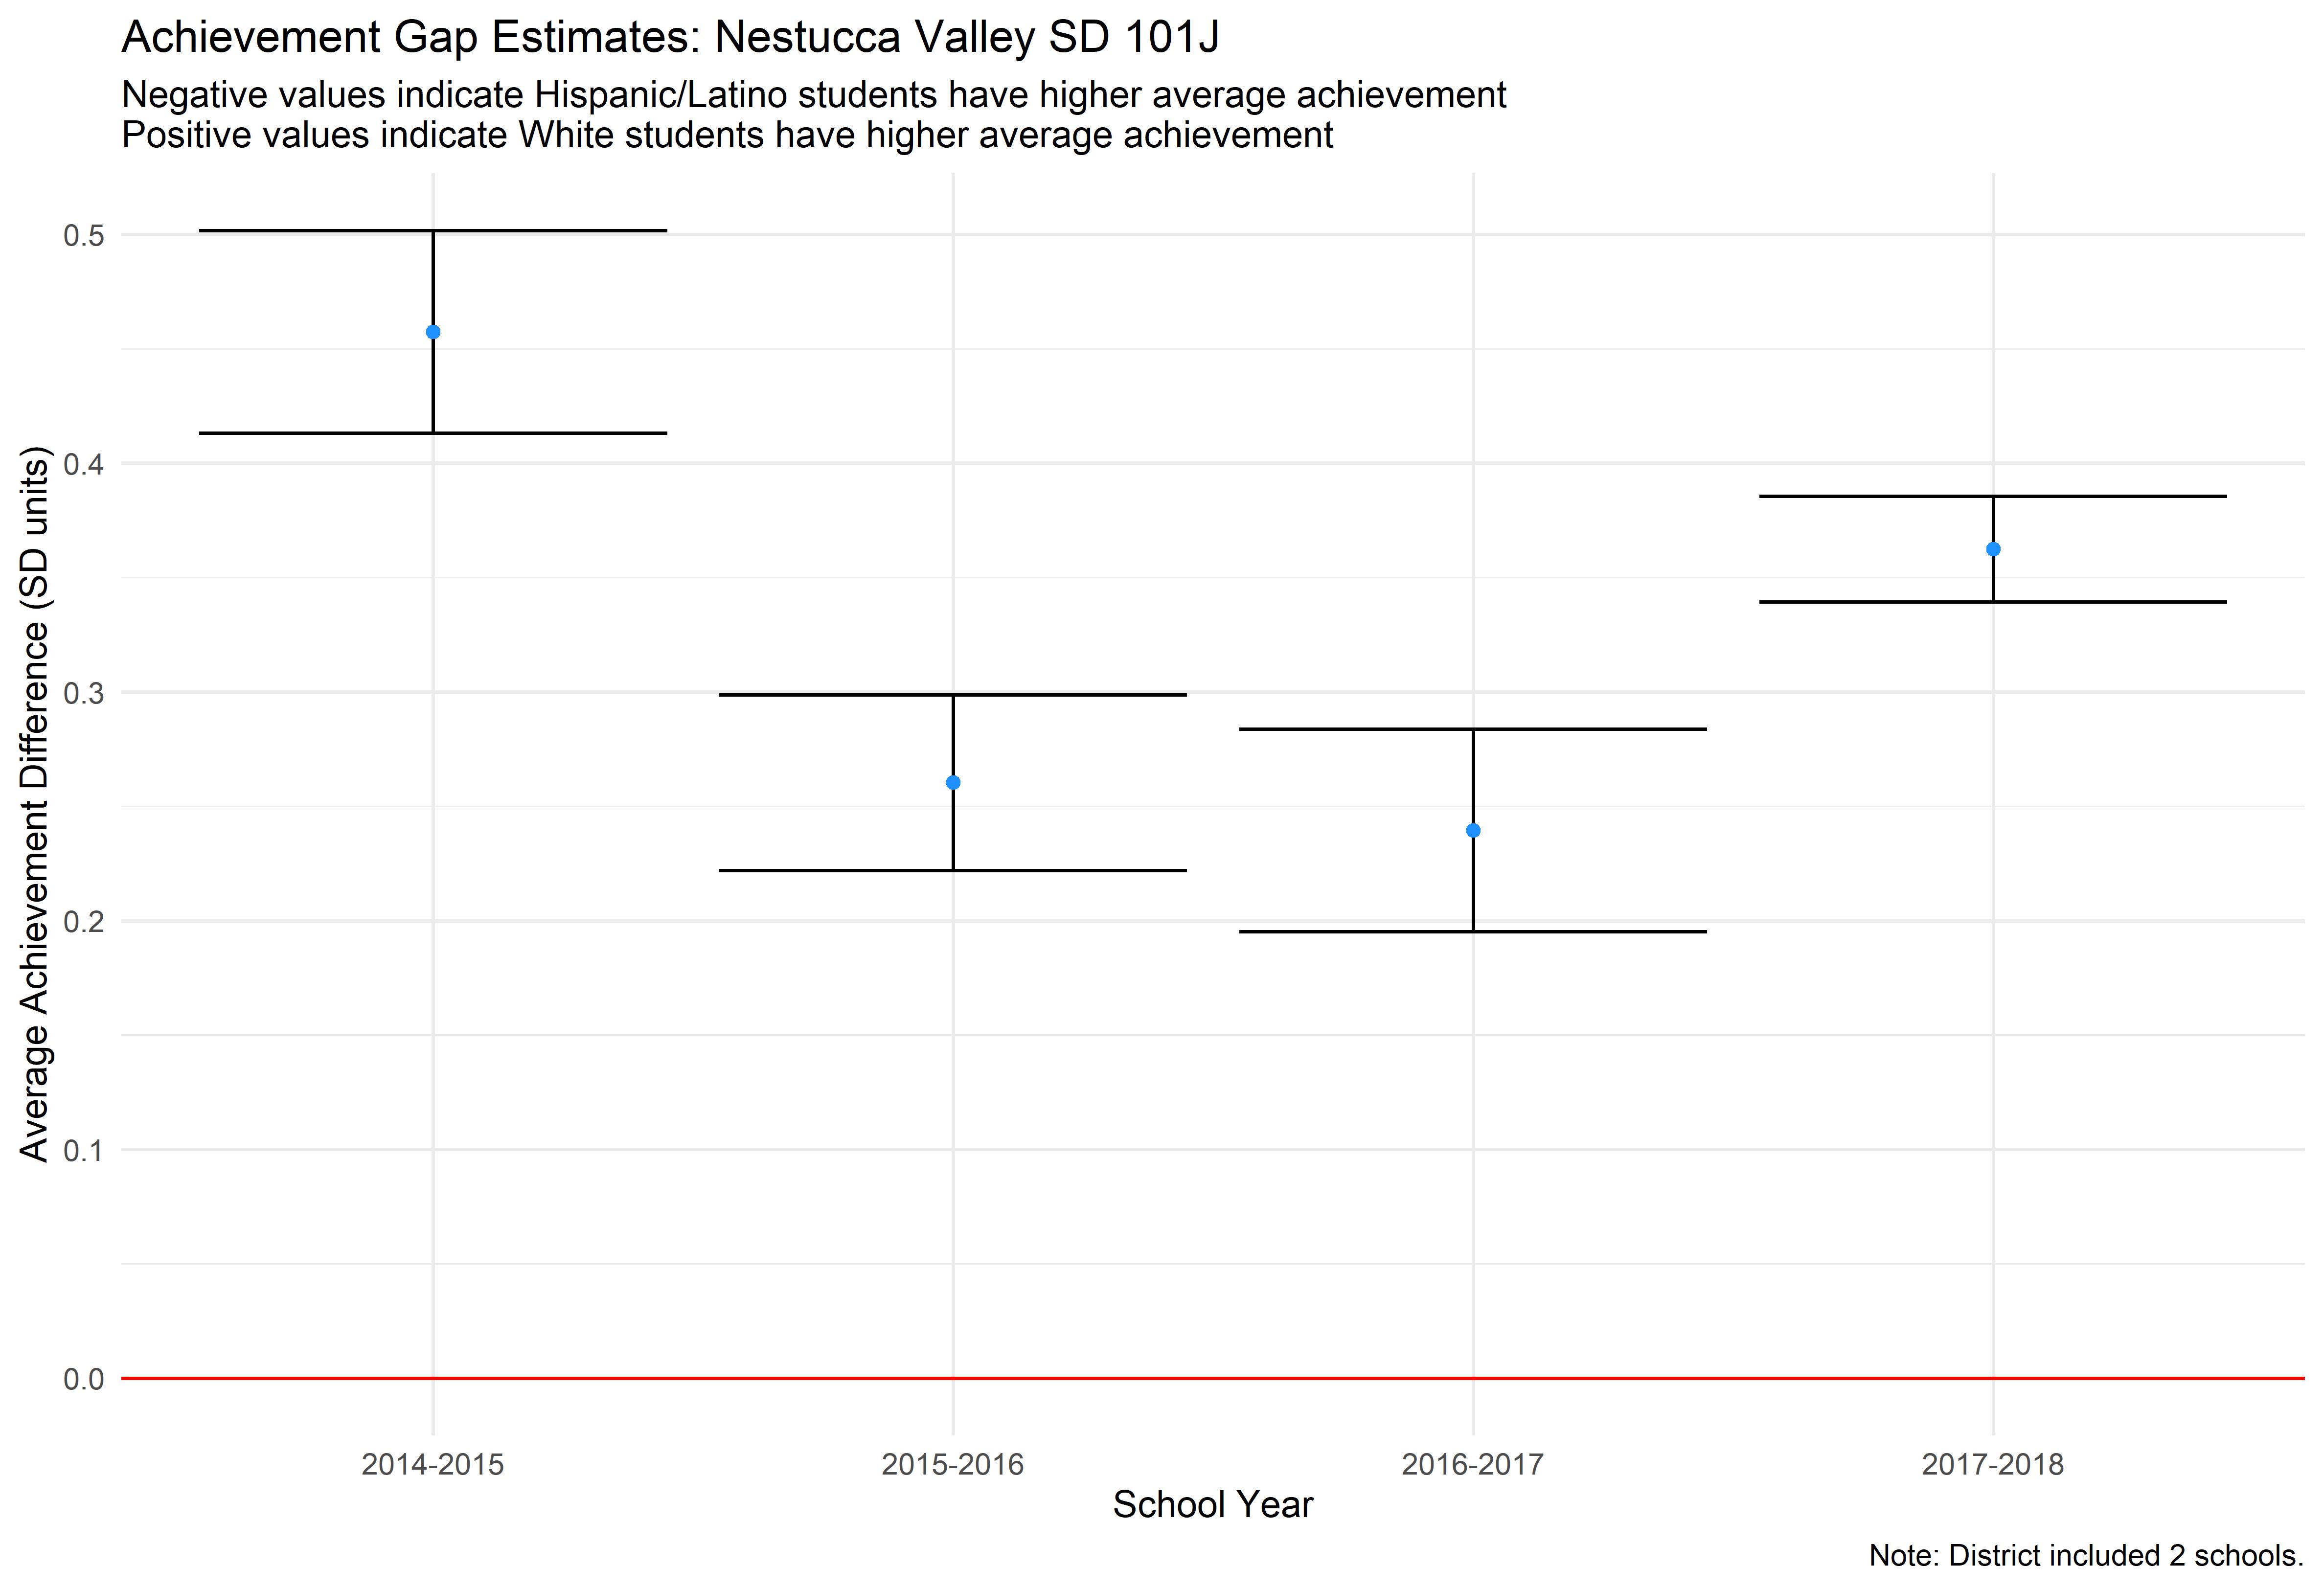 Achievement Gap Estimates: Nestucca Valley SD 101J
Negative values indicate Hispanic/Latino students have higher average achievement
Positive values indicate White students have higher average achievement
Average Achievement Difference (SD units)
0.5
0.4
0.3
0.2
0.1
0.0
2014-2015
2015-2016
2016-2017
2017-2018
School Year
Note: District included 2 schools.